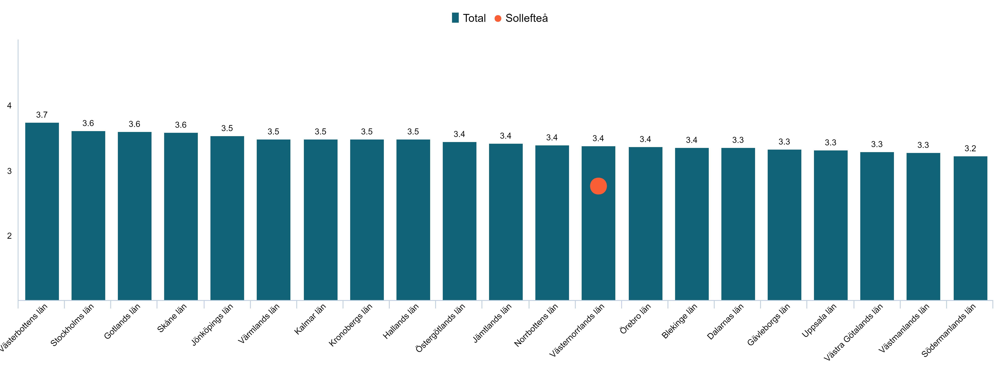 Total Sollefteå
4
3
2
3.7 3.6 3.6 3.6 3.5 3.5 3.5 3.5 3.5 3.4 3.4 3.4 3.4 3.4 3.4 3.3 3.3 3.3 3.3 3.3 3.2
Västerbottens län
Stockholms län
Gotlands län
Skåne län
Jönköpings län
Värmlands län
Kalmar län
Kronobergs län
Hallands län
Östergötlands län
Jämtlands län
Norrbottens län
Västernorrlands län
Örebro län
Blekinge län
Dalarnas län
Gävleborgs län
Uppsala län
Västra Götalands län
Västmanlands län
Södermanlands län